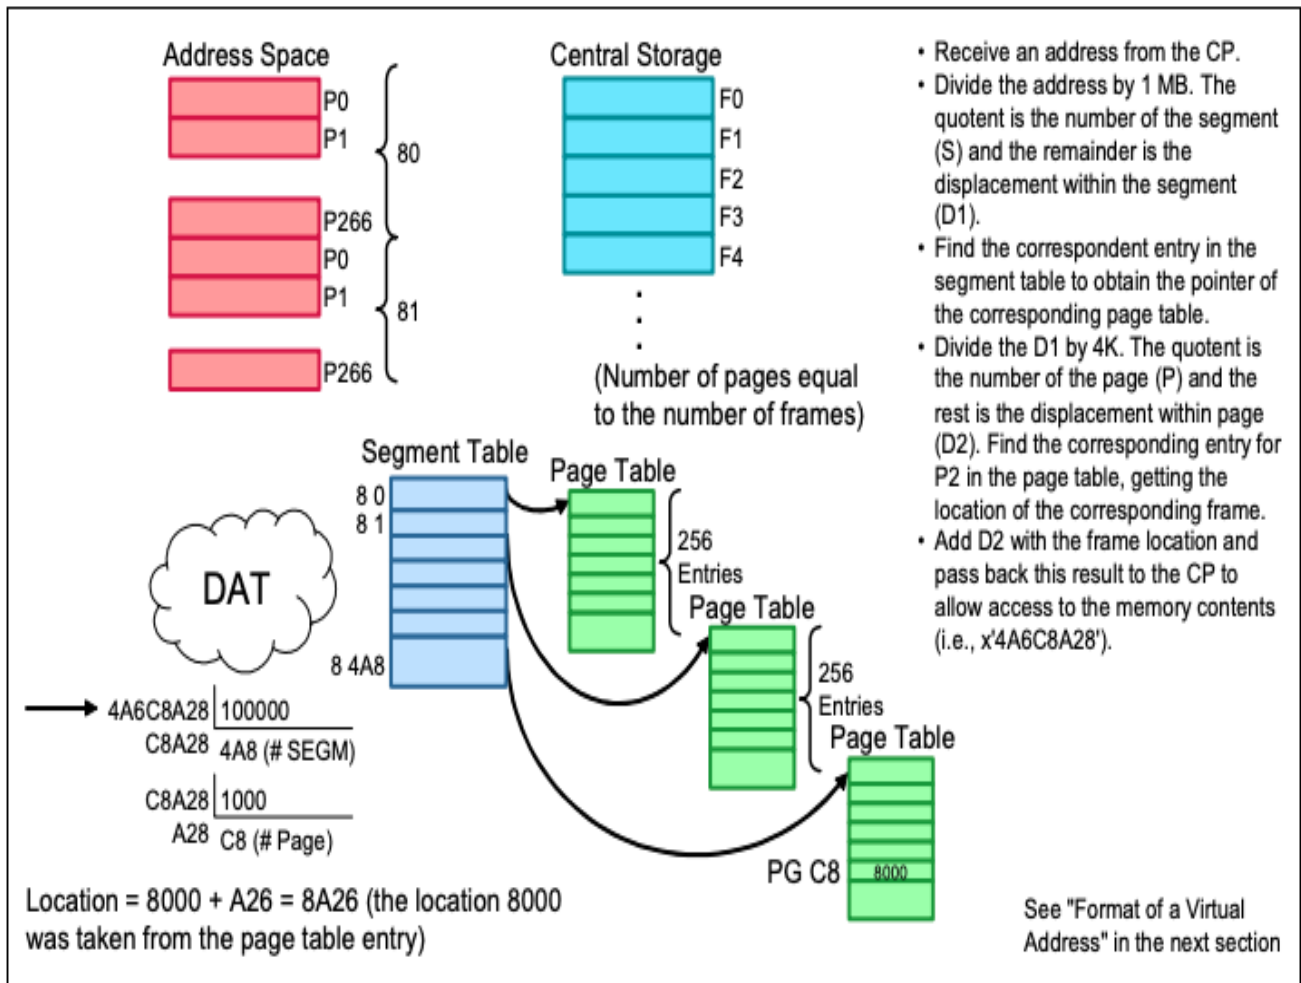 Address Space
P0
P1
80
P266
P0
P1
81
P266
Central Storage
F0
F1
F2
F3
F4
(Number of pages equal
to the number of frames)
• Receive an address from the CP.
• Divide the address by 1 MB. The
quotent is the number of the segment
(S) and the remainder is the
displacement within the segment
(D1).
• Find the correspondent entry in the
segment table to obtain the pointer of
the corresponding page table.
• Divide the D1 by 4K. The quotent is
the number of the page (P) and the
rest is the displacement within page
(D2). Find the corresponding entry for
P2 in the page table, getting the
location of the corresponding frame.
• Add D2 with the frame location and
pass back this result to the CP to
allow access to the memory contents
(i.e., x'4A6C8A28').
Segment Table
8 0
8 1
8 4A8
Page Table
256
Entries
Page Table
256
Entries
Page Table
PG C8
8000
DAT
4A6C8A28 100000
C8A28 4A8 (# SEGM)
C8A28 1000
A28 C8 (# Page)
Location = 8000 + A26 = 8A26 (the location 8000
was taken from the page table entry)
See "Format of a Virtual
Address" in the next section